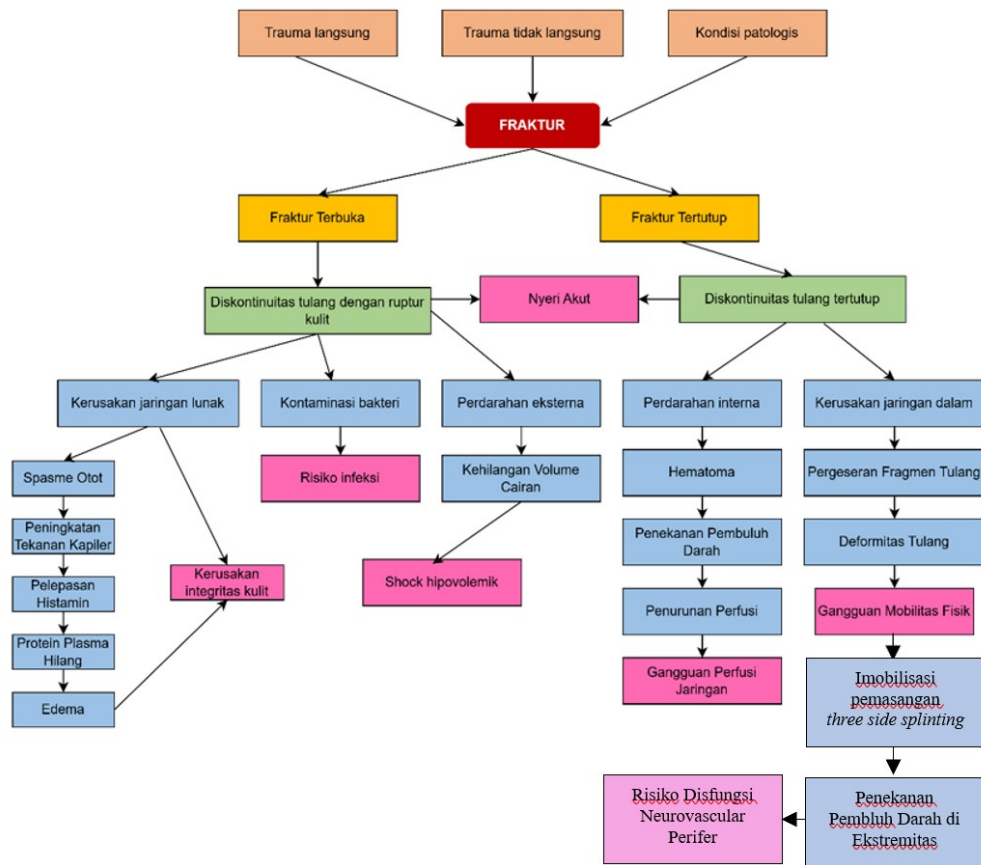 Trauma langsung
Trauma tidak langsung
Kondisi patologis
FRAKTUR
Fraktur Terbuka
Fraktur Tertutup
Diskontinuitas tulang dengan ruptur
kulit
Nyeri Akut
Diskontinuitas tulang tertutup
Kerusakan jaringan lunak
Kontaminasi bakteri
Perdarahan eksterna
Perdarahan interna
Kerusakan jaringan dalam
Spasme Otot
Risiko infeksi
Kehilangan Volume
Cairan
Hematoma
Pergeseran Fragmen Tulang
Peningkatan
Tekanan Kapiler
Penekanan Pembuluh
Darah
Deformitas Tulang
Pelepasan
Histamin
Kerusakan
integritas kulit
Shock hipovolemik
Penurunan Perfusi
Gangguan Mobilitas Fisik
Protein Plasma
Hilang
Gangguan Perfusi
Jaringan
Edema
Imobilisasi
pemasangan
three side splinting
Risiko Disfungsi
Neurovascular
Perifer
Penekanan
Pembluh Darah di
Ekstremitas